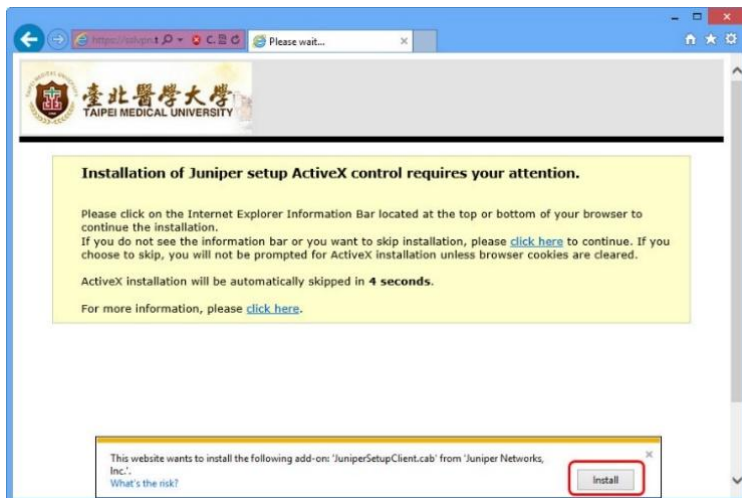 Please wait...
臺北醫學大學
TAIPEI MEDICAL UNIVERSITY
Installation of Juniper setup ActiveX control requires your attention.
Please click on the Internet Explorer Information Bar located at the top or bottom of your browser to
continue the installation.
If you do not see the information bar or you want to skip installation, please click here to continue. If you
choose to skip, you will not be prompted for ActiveX installation unless browser cookies are cleared.
ActiveX installation will be automatically skipped in 4 seconds.
For more information, please click here.
This website wants to install the following add-on: 'JuniperSetupClient.cab' from 'Juniper Networks,
Inc.'.
What's the risk?
Install